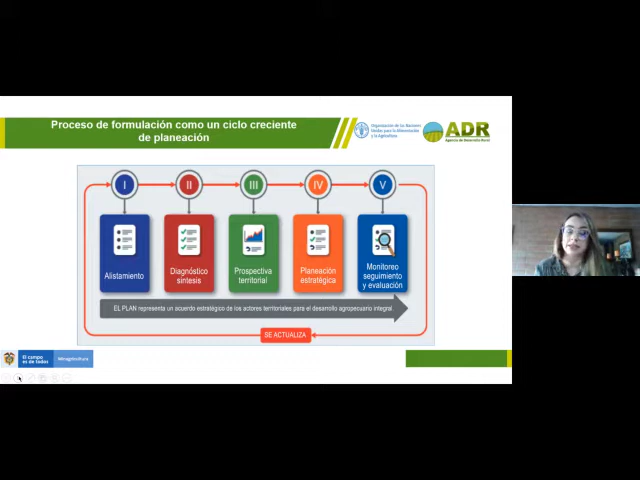 Proceso de formulación como un ciclo creciente
de planeación
Organización de las Naciones
Unidas para la Alimentación
y la Agricultura
ADR
Agencia de Desarrollo Rural
I
II
III
IV
V
Alistamiento
Diagnóstico
síntesis
Prospectiva
territorial
Planeación
estratégica
Monitoreo
seguimiento
y evaluación
EL PLAN representa un acuerdo estratégico de los actores territoriales para el desarrollo agropecuario integral
SE ACTUALIZA
El campo
es de todos
Minagricultura